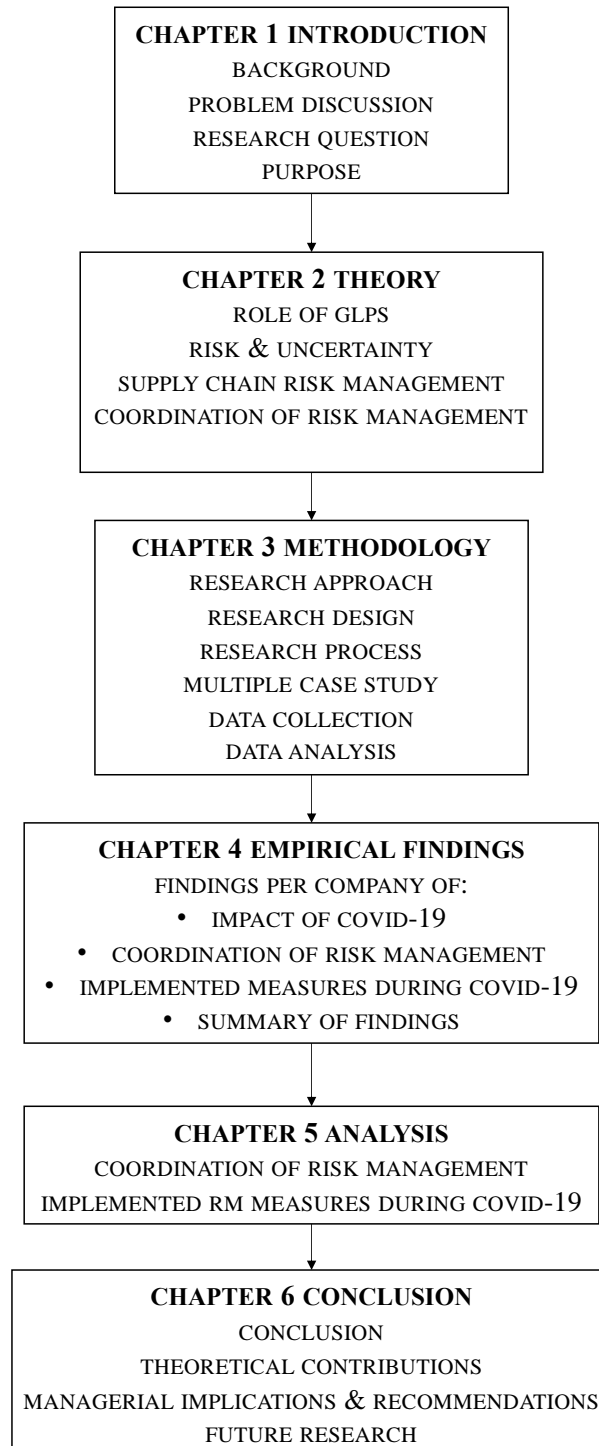 CHAPTER 1 INTRODUCTION
BACKGROUND
PROBLEM DISCUSSION
RESEARCH QUESTION
PURPOSE
CHAPTER 2 THEORY
ROLE OF GLPS
RISK & UNCERTAINTY
SUPPLY CHAIN RISK MANAGEMENT
COORDINATION OF RISK MANAGEMENT
CHAPTER 3 METHODOLOGY
RESEARCH APPROACH
RESEARCH DESIGN
RESEARCH PROCESS
MULTIPLE CASE STUDY
DATA COLLECTION
DATA ANALYSIS
CHAPTER 4 EMPIRICAL FINDINGS
FINDINGS PER COMPANY OF:
• IMPACT OF COVID-19
• COORDINATION OF RISK MANAGEMENT
• IMPLEMENTED MEASURES DURING COVID-19
• SUMMARY OF FINDINGS
CHAPTER 5 ANALYSIS
COORDINATION OF RISK MANAGEMENT
IMPLEMENTED RM MEASURES DURING COVID-19
CHAPTER 6 CONCLUSION
CONCLUSION
THEORETICAL CONTRIBUTIONS
MANAGERIAL IMPLICATIONS & RECOMMENDATIONS
FUTURE RESEARCH